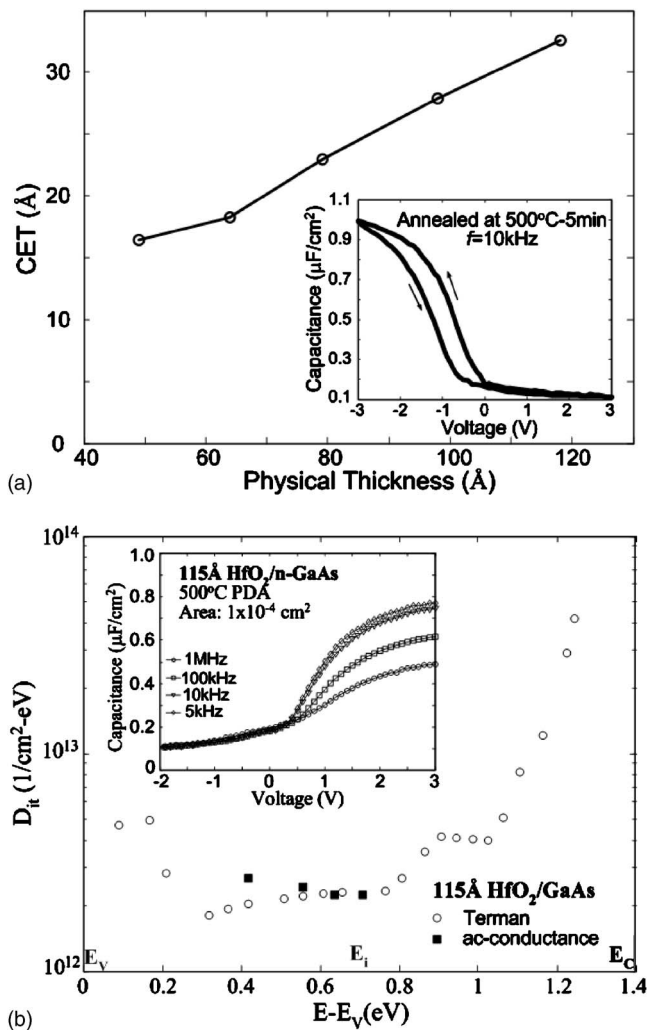 30
20
10
0
CET (Å)
40
60
80
100
120
Physical Thickness (Å)
(a)
Annealed at 500°C-5min
f=10kHz
1.1
0.9
0.7
0.5
0.3
0.1
Capacitance (μF/cm²)
-3
-2
-1
0
1
2
3
Voltage (V)
10¹⁴
10¹³
10¹²
Dᵢₜ (1/cm²-eV)
115Å HfO₂/n-GaAs
500°C PDA
Area: 1x10⁻⁴ cm²
1MHz
100kHz
10kHz
5kHz
1.0
0.8
0.6
0.4
0.2
0
Capacitance (μF/cm²)
-2
-1
0
1
2
3
Voltage (V)
115Å HfO₂/GaAs
Terman
ac-conductance
E_V
E_i
E_C
0
0.2
0.4
0.6
0.8
1
1.2
1.4
E-E_V(eV)
(b)